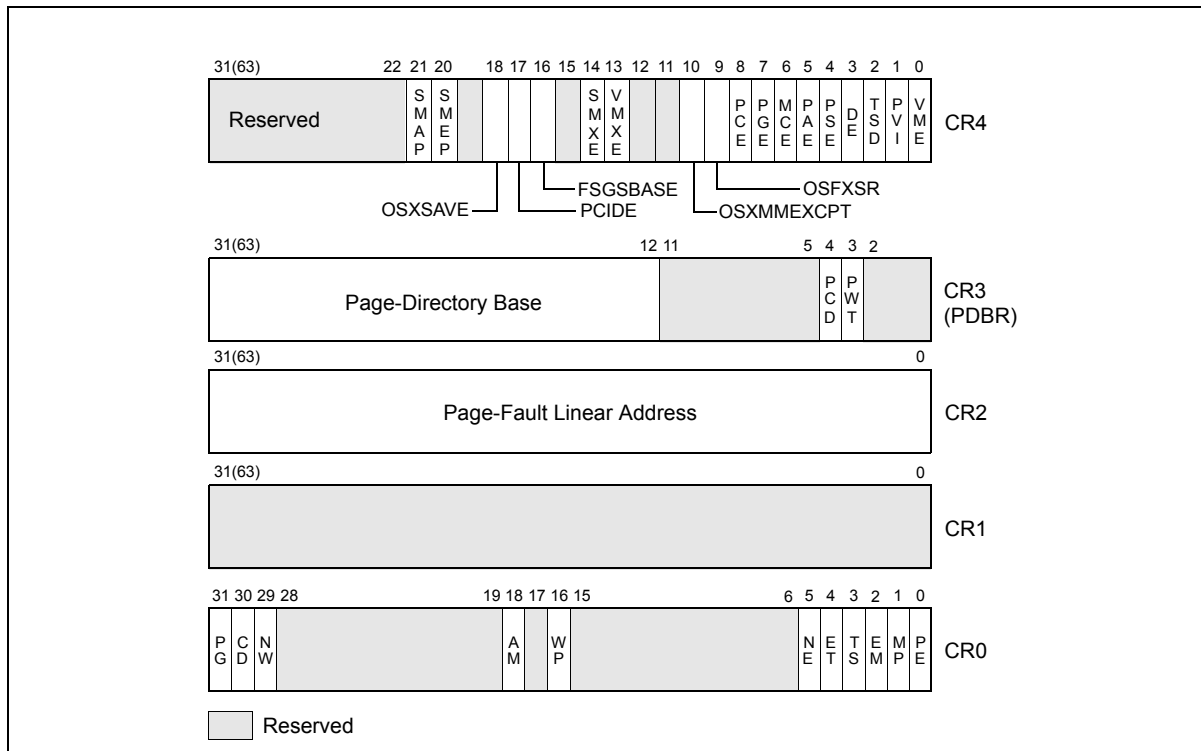 31(63) 22 21 20 18 17 16 15 14 13 12 11 10 9 8 7 6 5 4 3 2 1 0
Reserved SMAP SMEP SMXE VMXE PCE PGE MCE PAE PSE DE TSD PVI VME CR4
FSGSBASE OSFXSR
OSXSAVE PCIDE OSXMMEXCPT
31(63) 12 11 5 4 3 2
Page-Directory Base PCD PWT CR3
(PDBR)
31(63) 0
Page-Fault Linear Address CR2
31(63) 0
CR1
31 30 29 28 19 18 17 16 15 6 5 4 3 2 1 0
PG CD NW AM WP NE ET TS EM MP PE CR0
Reserved